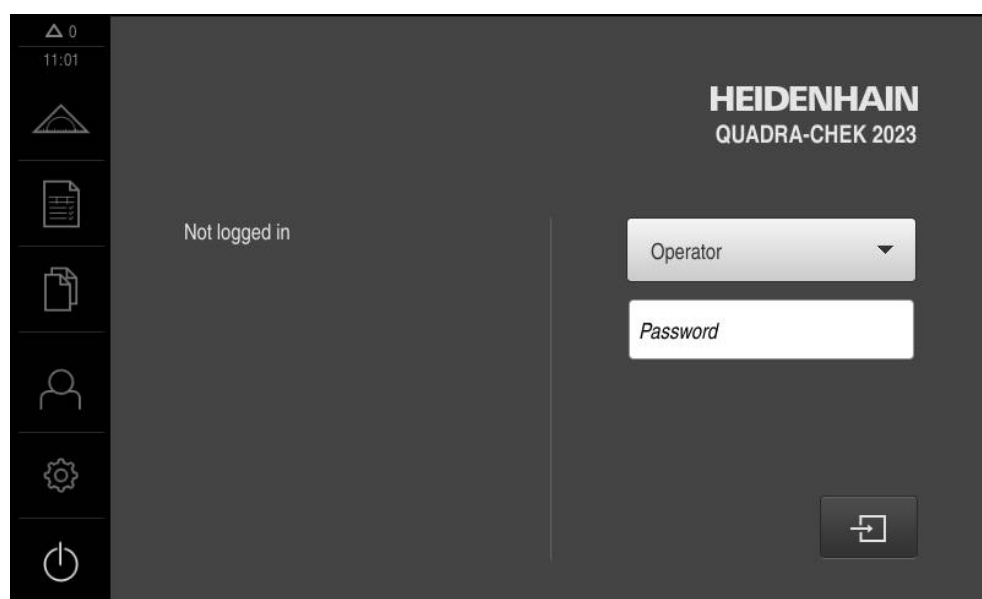 0
11:01
HEIDENHAIN
QUADRA-CHEK 2023
Not logged in
Operator
Password